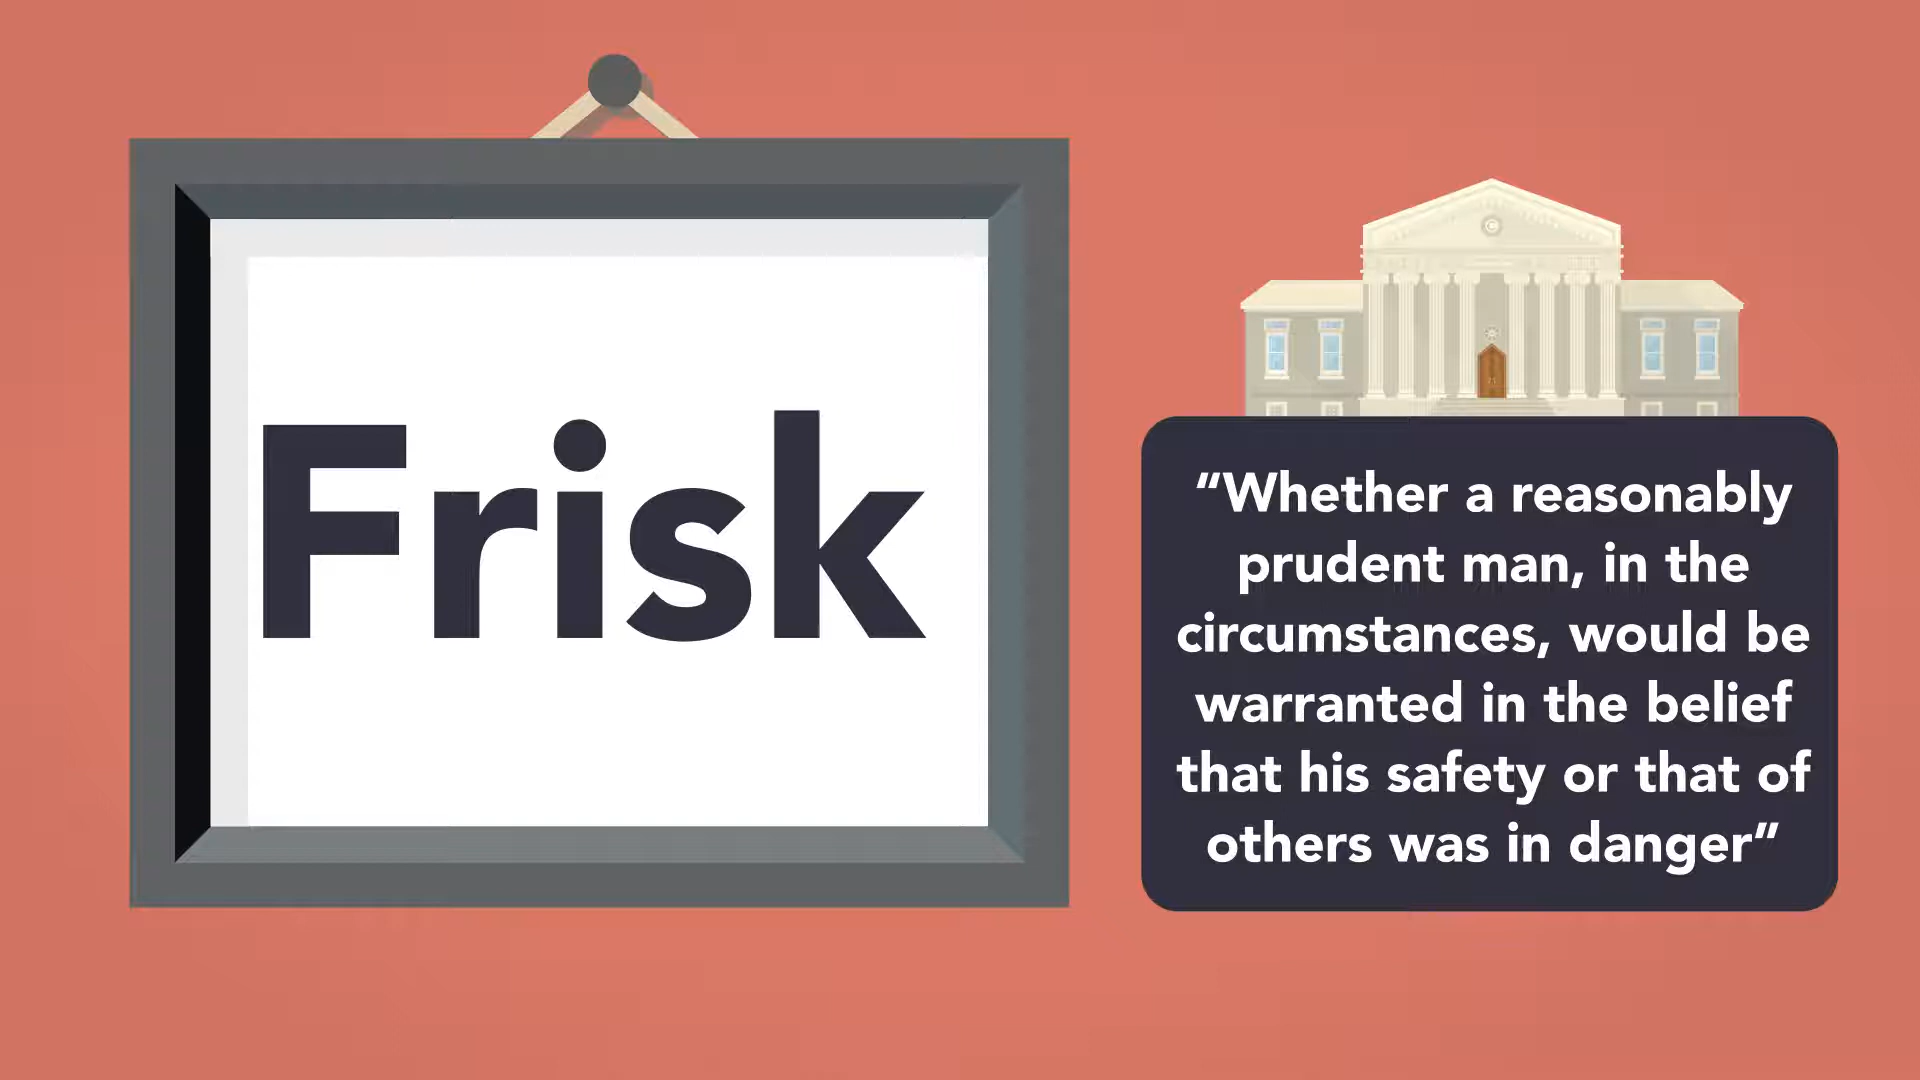 Frisk
“Whether a reasonably
prudent man, in the
circumstances, would be
warranted in the belief
that his safety or that of
others was in danger”